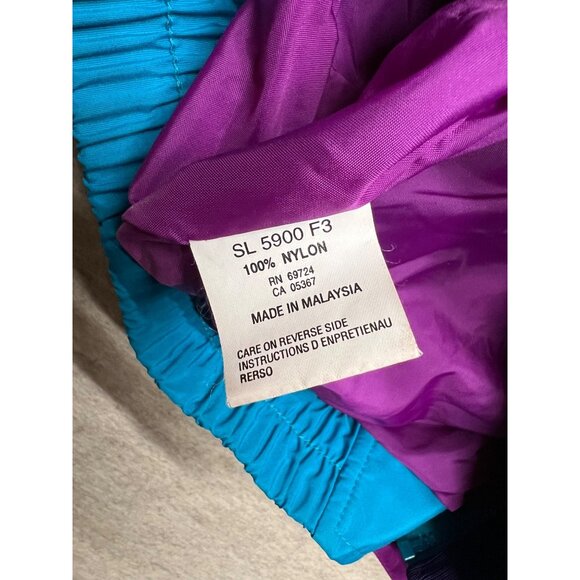 SL 5900 F3
100% NYLON
RN 69724
CA 05367
MADE IN MALAYSIA
CARE ON REVERSE SIDE
INSTRUCTIONS D ENPRETIENAU
RERSO